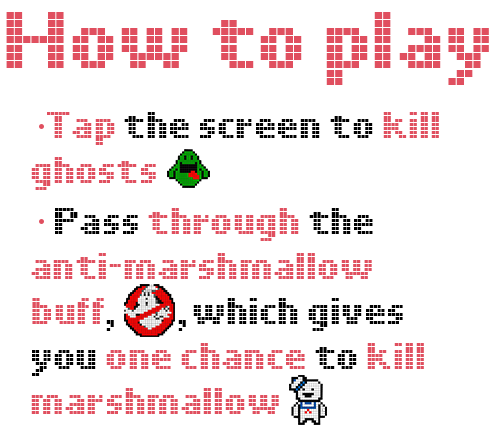 How to play
·Tap the screen to kill
ghosts
· Pass through the
anti-marshmallow
buff, , which gives
you one chance to kill
marshmallow